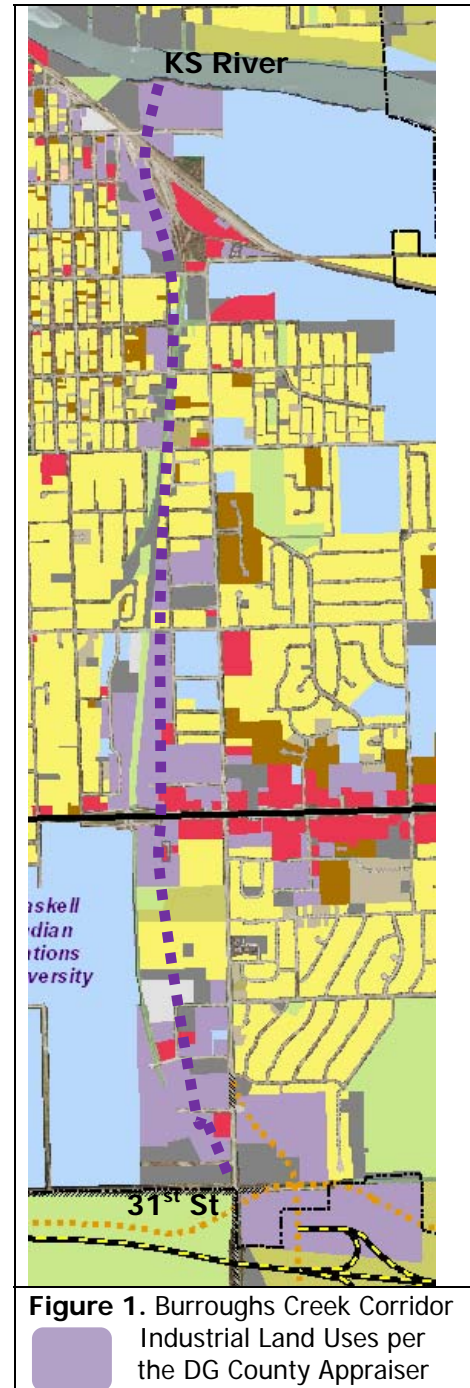 KS River
askell
dian
ations
versity
31st St
Figure 1. Burroughs Creek Corridor
Industrial Land Uses per
the DG County Appraiser